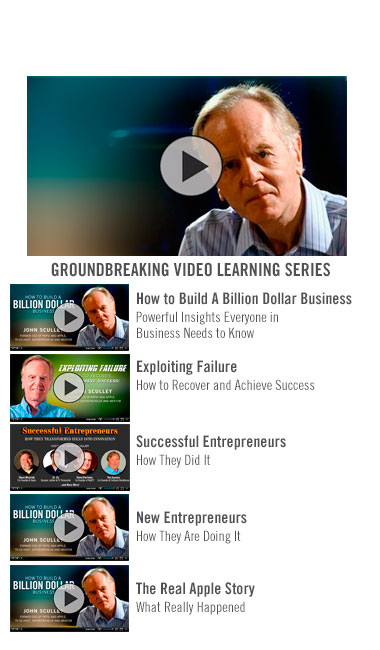 GROUNDBREAKING VIDEO LEARNING SERIES
HOW TO BUILD A
BILLION DOLLAR
BUSINESS
JOHN SCULLEY
How to Build A Billion Dollar Business
Powerful Insights Everyone in
Business Needs to Know
EXPLOITING FAILURE
SCULLEY
Exploiting Failure
How to Recover and Achieve Success
Successful Entrepreneurs
HOW THEY TRANSFORMED IDEAS INTO INNOVATION
Successful Entrepreneurs
How They Did It
HOW TO BUILD A
BILLION DOLLAR
BUSINESS
JOHN SCULLEY
New Entrepreneurs
How They Are Doing It
HOW TO BUILD A
BILLION DOLLAR
BUSINESS
JOHN SCULLEY
The Real Apple Story
What Really Happened